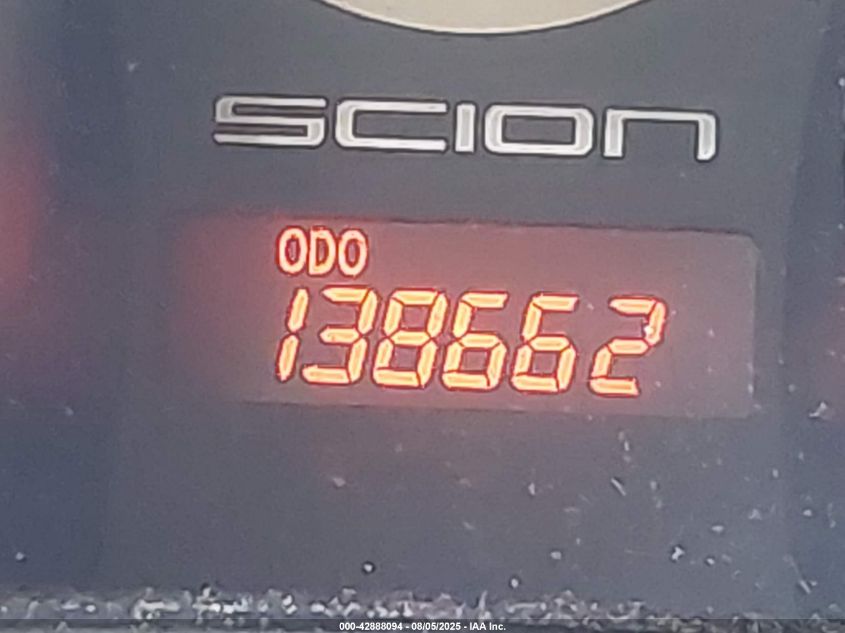 SCION
ODO
138662
000-42888094 - 08/05/2025 - IAA Inc.